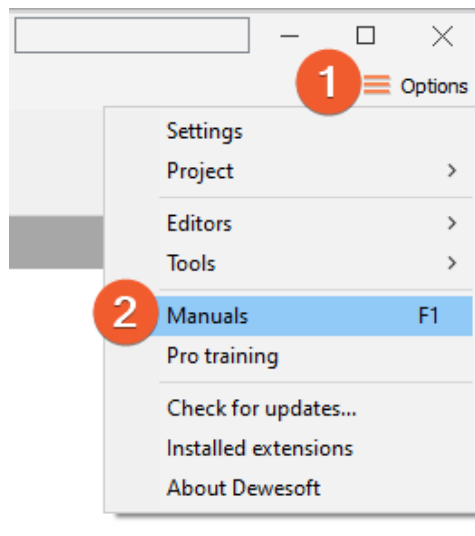 1
Options
Settings
Project
Editors
Tools
2
Manuals F1
Pro training
Check for updates...
Installed extensions
About Dewesoft